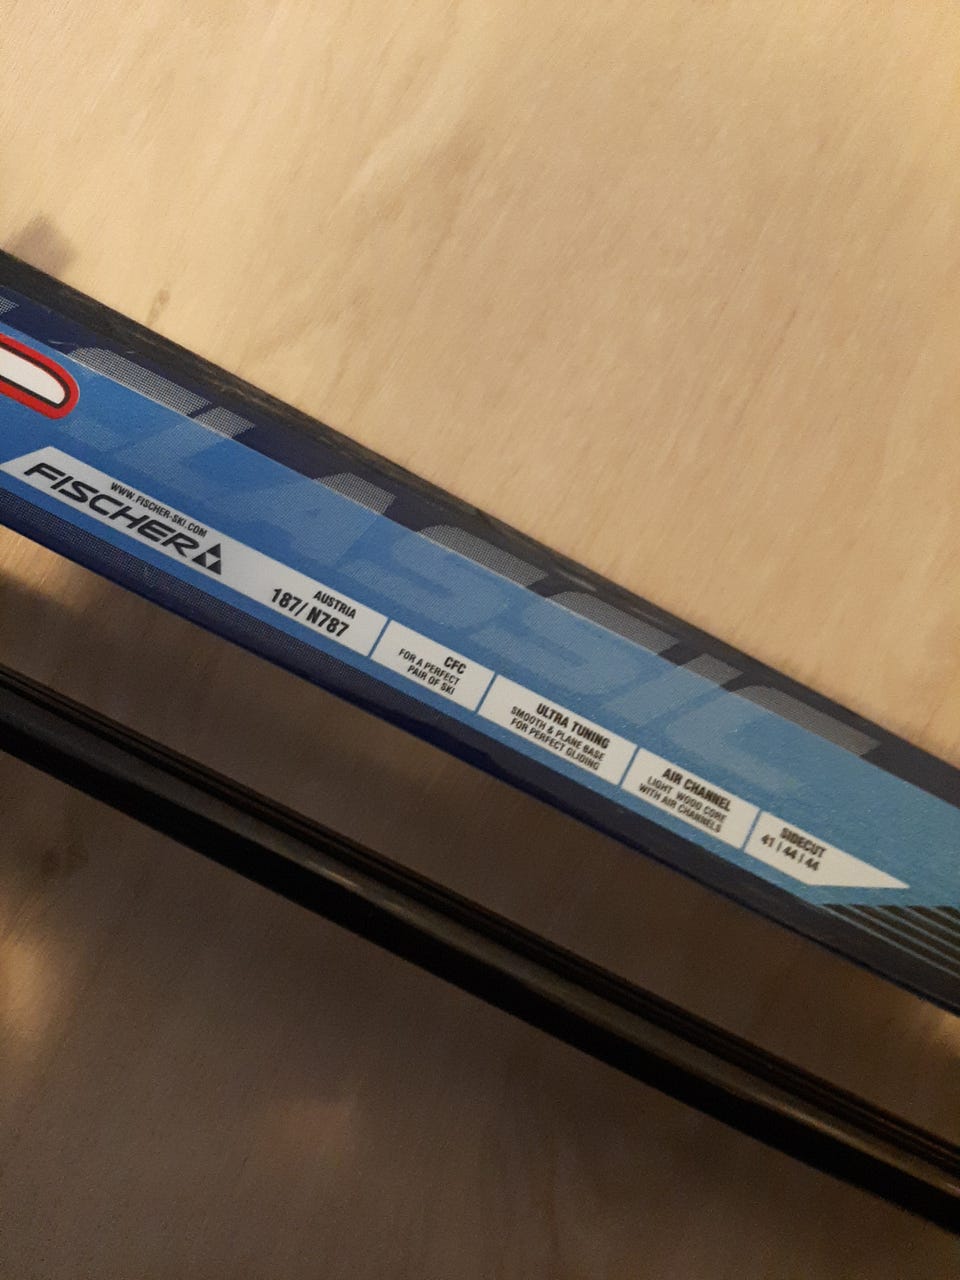 CLASSIC
WWW.FISCHER-SKI.COM
FISCHER
AUSTRIA
187/ N787
CFC
FOR A PERFECT
PAIR OF SKI
ULTRA TUNING
SMOOTH & PLANE BASE
FOR PERFECT GLIDING
AIR CHANNEL
LIGHT WOOD CORE
WITH AIR CHANNELS
SIDECUT
41 | 44 | 44